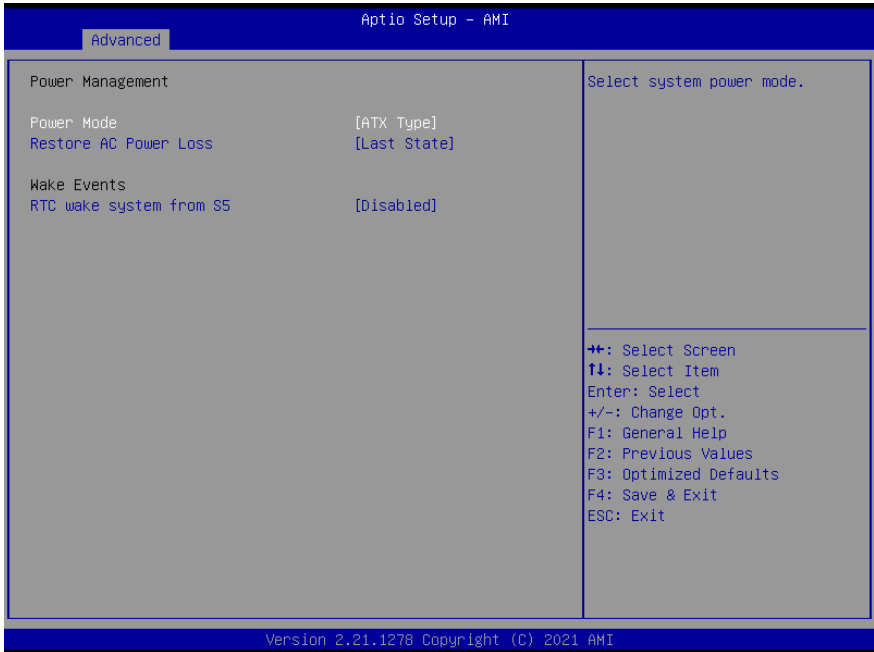 Aptio Setup – AMI
Advanced
Power Management
Power Mode [ATX Type]
Restore AC Power Loss [Last State]
Wake Events
RTC wake system from S5 [Disabled]
Select system power mode.
→←: Select Screen
↑↓: Select Item
Enter: Select
+/-: Change Opt.
F1: General Help
F2: Previous Values
F3: Optimized Defaults
F4: Save & Exit
ESC: Exit
Version 2.21.1278 Copyright (C) 2021 AMI